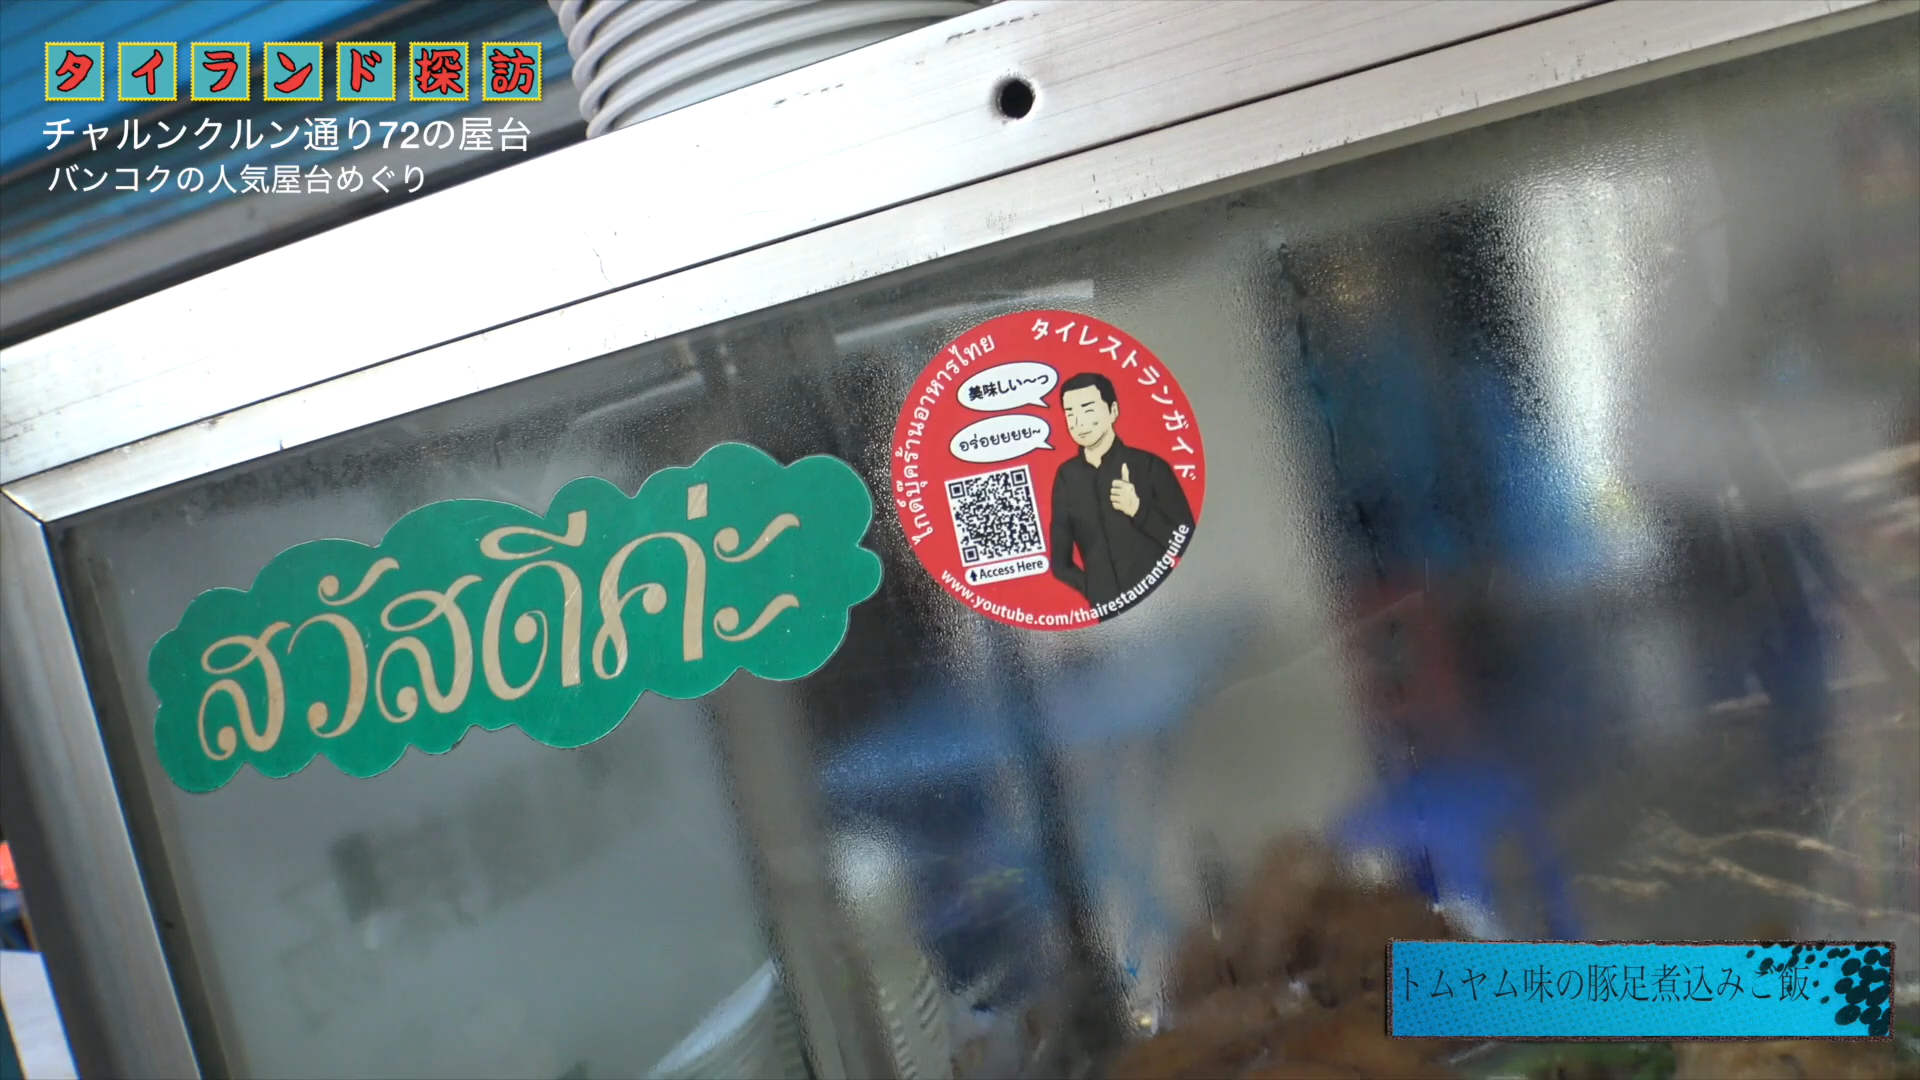 タイランド探訪
チャルンクルン通り72の屋台
バンコクの人気屋台めぐり
สวัสดีค่ะ
ไกด์บุ๊คร้านอาหารไทย
タイレストランガイド
美味しい〜っ
อร่อยยยย~
Access Here
www.youtube.com/thairestaurantguide
トムヤム味の豚足煮込みご飯